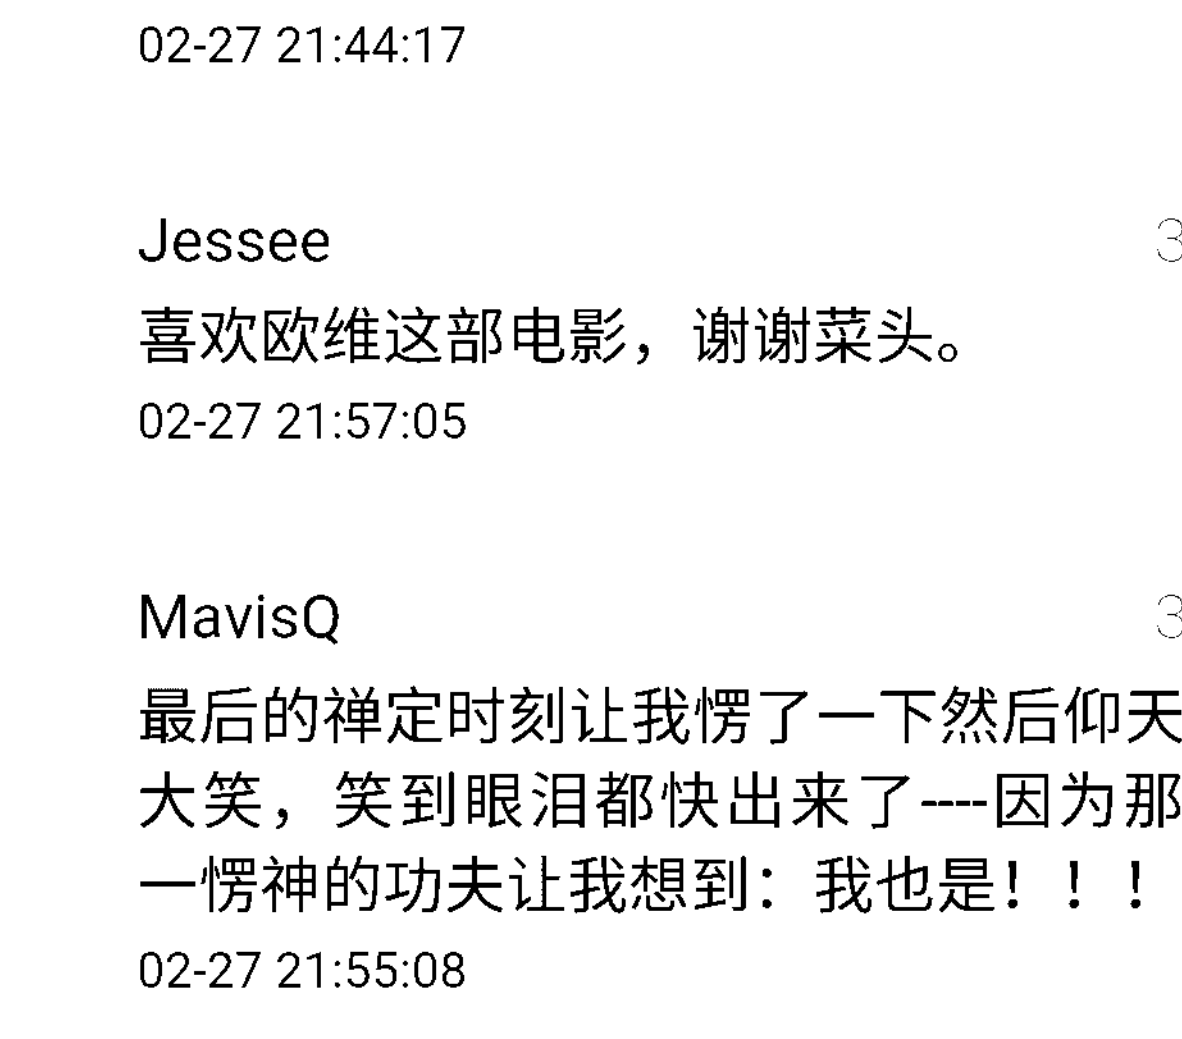 02-27 21:44:17
Jessee 3
喜欢欧维这部电影，谢谢菜头。
02-27 21:57:05
MavisQ 3
最后的禅定时刻让我愣了一下然后仰天
大笑，笑到眼泪都快出来了----因为那
一愣神的功夫让我想到：我也是！！！
02-27 21:55:08